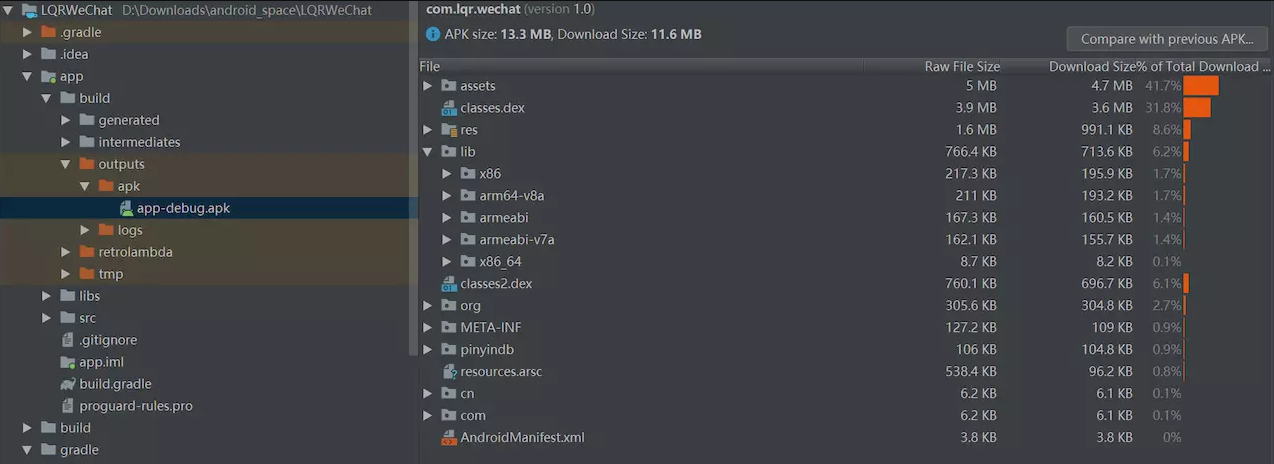 LQRWeChat D:\Downloads\android_space\LQRWeChat
.gradle
.idea
app
build
generated
intermediates
outputs
apk
app-debug.apk
logs
retrolambda
tmp
libs
src
.gitignore
app.iml
build.gradle
proguard-rules.pro
build
gradle
com.lqr.wechat (version 1.0)
APK size: 13.3 MB, Download Size: 11.6 MB
Compare with previous APK...
File Raw File Size Download Size% of Total Download ...
assets 5 MB 4.7 MB 41.7%
classes.dex 3.9 MB 3.6 MB 31.8%
res 1.6 MB 991.1 KB 8.6%
lib 766.4 KB 713.6 KB 6.2%
x86 217.3 KB 195.9 KB 1.7%
arm64-v8a 211 KB 193.2 KB 1.7%
armeabi 167.3 KB 160.5 KB 1.4%
armeabi-v7a 162.1 KB 155.7 KB 1.4%
x86_64 8.7 KB 8.2 KB 0.1%
classes2.dex 760.1 KB 696.7 KB 6.1%
org 305.6 KB 304.8 KB 2.7%
META-INF 127.2 KB 109 KB 0.9%
pinyindb 106 KB 104.8 KB 0.9%
resources.arsc 538.4 KB 96.2 KB 0.8%
cn 6.2 KB 6.1 KB 0.1%
com 6.2 KB 6.1 KB 0.1%
AndroidManifest.xml 3.8 KB 3.8 KB 0%